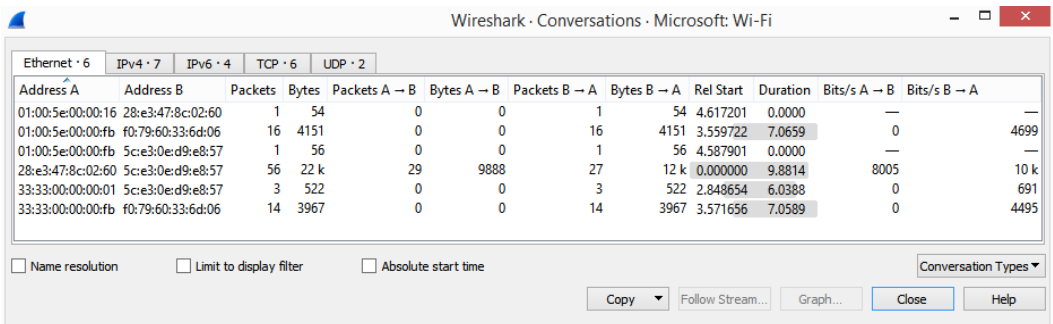 Wireshark · Conversations · Microsoft: Wi-Fi
Ethernet · 6 IPv4 · 7 IPv6 · 4 TCP · 6 UDP · 2
Address A Address B Packets Bytes Packets A → B Bytes A → B Packets B → A Bytes B → A Rel Start Duration Bits/s A → B Bits/s B → A
01:00:5e:00:00:16 28:e3:47:8c:02:60 1 54 0 0 1 54 4.617201 0.0000 — —
01:00:5e:00:00:fb f0:79:60:33:6d:06 16 4151 0 0 16 4151 3.559722 7.0659 0 4699
01:00:5e:00:00:fb 5c:e3:0e:d9:e8:57 1 56 0 0 1 56 4.587901 0.0000 — —
28:e3:47:8c:02:60 5c:e3:0e:d9:e8:57 56 22 k 29 9888 27 12 k 0.000000 9.8814 8005 10 k
33:33:00:00:00:01 5c:e3:0e:d9:e8:57 3 522 0 0 3 522 2.848654 6.0388 0 691
33:33:00:00:00:fb f0:79:60:33:6d:06 14 3967 0 0 14 3967 3.571656 7.0589 0 4495
Name resolution Limit to display filter Absolute start time Conversation Types
Copy Follow Stream... Graph... Close Help